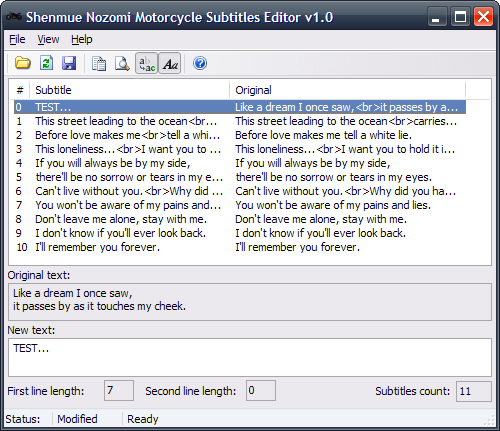 Shenmue Nozomi Motorcycle Subtitles Editor v1.0
File View Help
ab ac Aa
# Subtitle Original
0 TEST... Like a dream I once saw,<br>it passes by a...
1 This street leading to the ocean<br... This street leading to the ocean<br>carries...
2 Before love makes me<br>tell a whi... Before love makes me tell a white lie.
3 This loneliness...<br>I want you to ... This loneliness...<br>I want you to hold it i...
4 If you will always be by my side, If you will always be by my side,
5 there'll be no sorrow or tears in my e... there'll be no sorrow or tears in my eyes.
6 Can't live without you.<br>Why did ... Can't live without you.<br>Why did you ha...
7 You won't be aware of my pains and... You won't be aware of my pains and lies.
8 Don't leave me alone, stay with me. Don't leave me alone, stay with me.
9 I don't know if you'll ever look back. I don't know if you'll ever look back.
10 I'll remember you forever. I'll remember you forever.
Original text:
Like a dream I once saw,
it passes by as it touches my cheek.
New text:
TEST...
First line length: 7 Second line length: 0 Subtitles count: 11
Status: Modified Ready